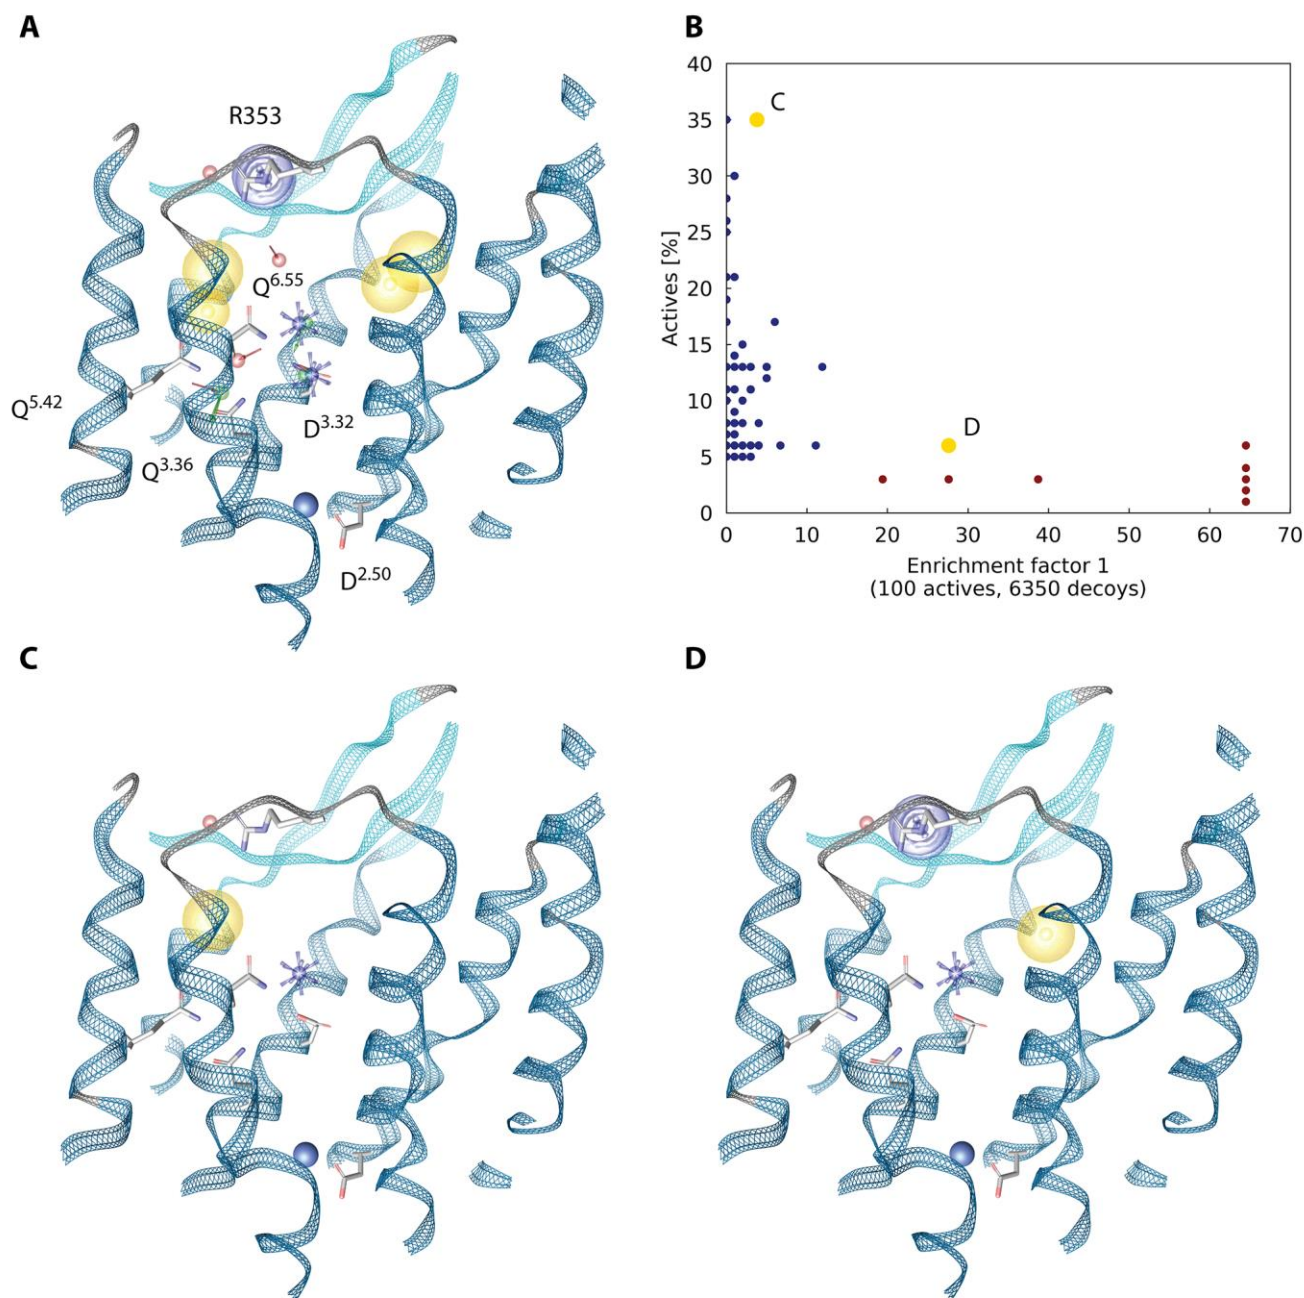 A
R353
Q6.55
Q5.42
D3.32
Q3.36
D2.50
B
40
35
30
25
20
15
10
5
0
Actives [%]
C
D
0 10 20 30 40 50 60 70
Enrichment factor 1
(100 actives, 6350 decoys)
C
D